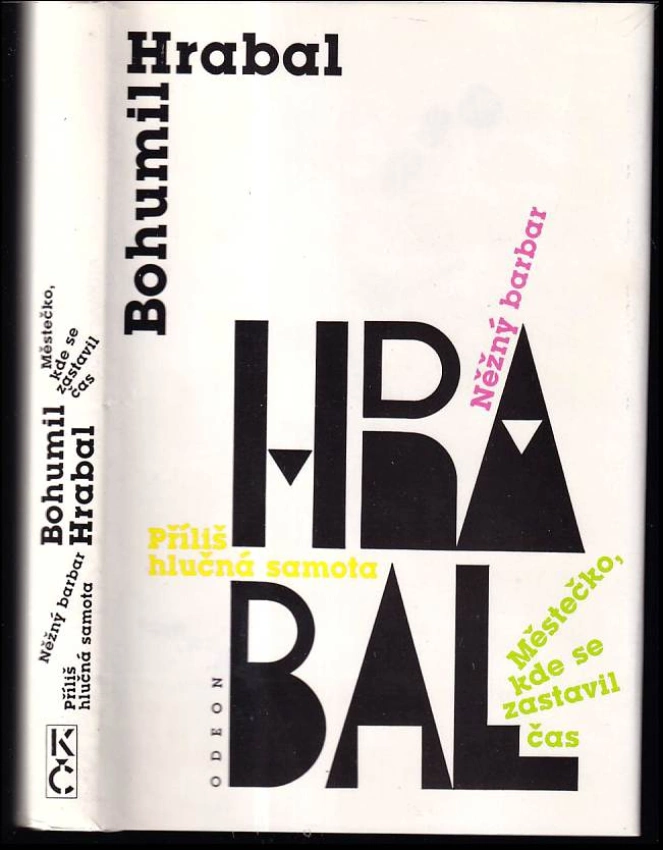 Bohumil
Hrabal
HRA
BAL
Něžný barbar
Příliš
hlučná samota
Městečko,
kde se
zastavil
čas
ODEON
Městečko,
kde se
zastavil
čas
Bohumil
Hrabal
Něžný barbar
Příliš
hlučná samota
KČ